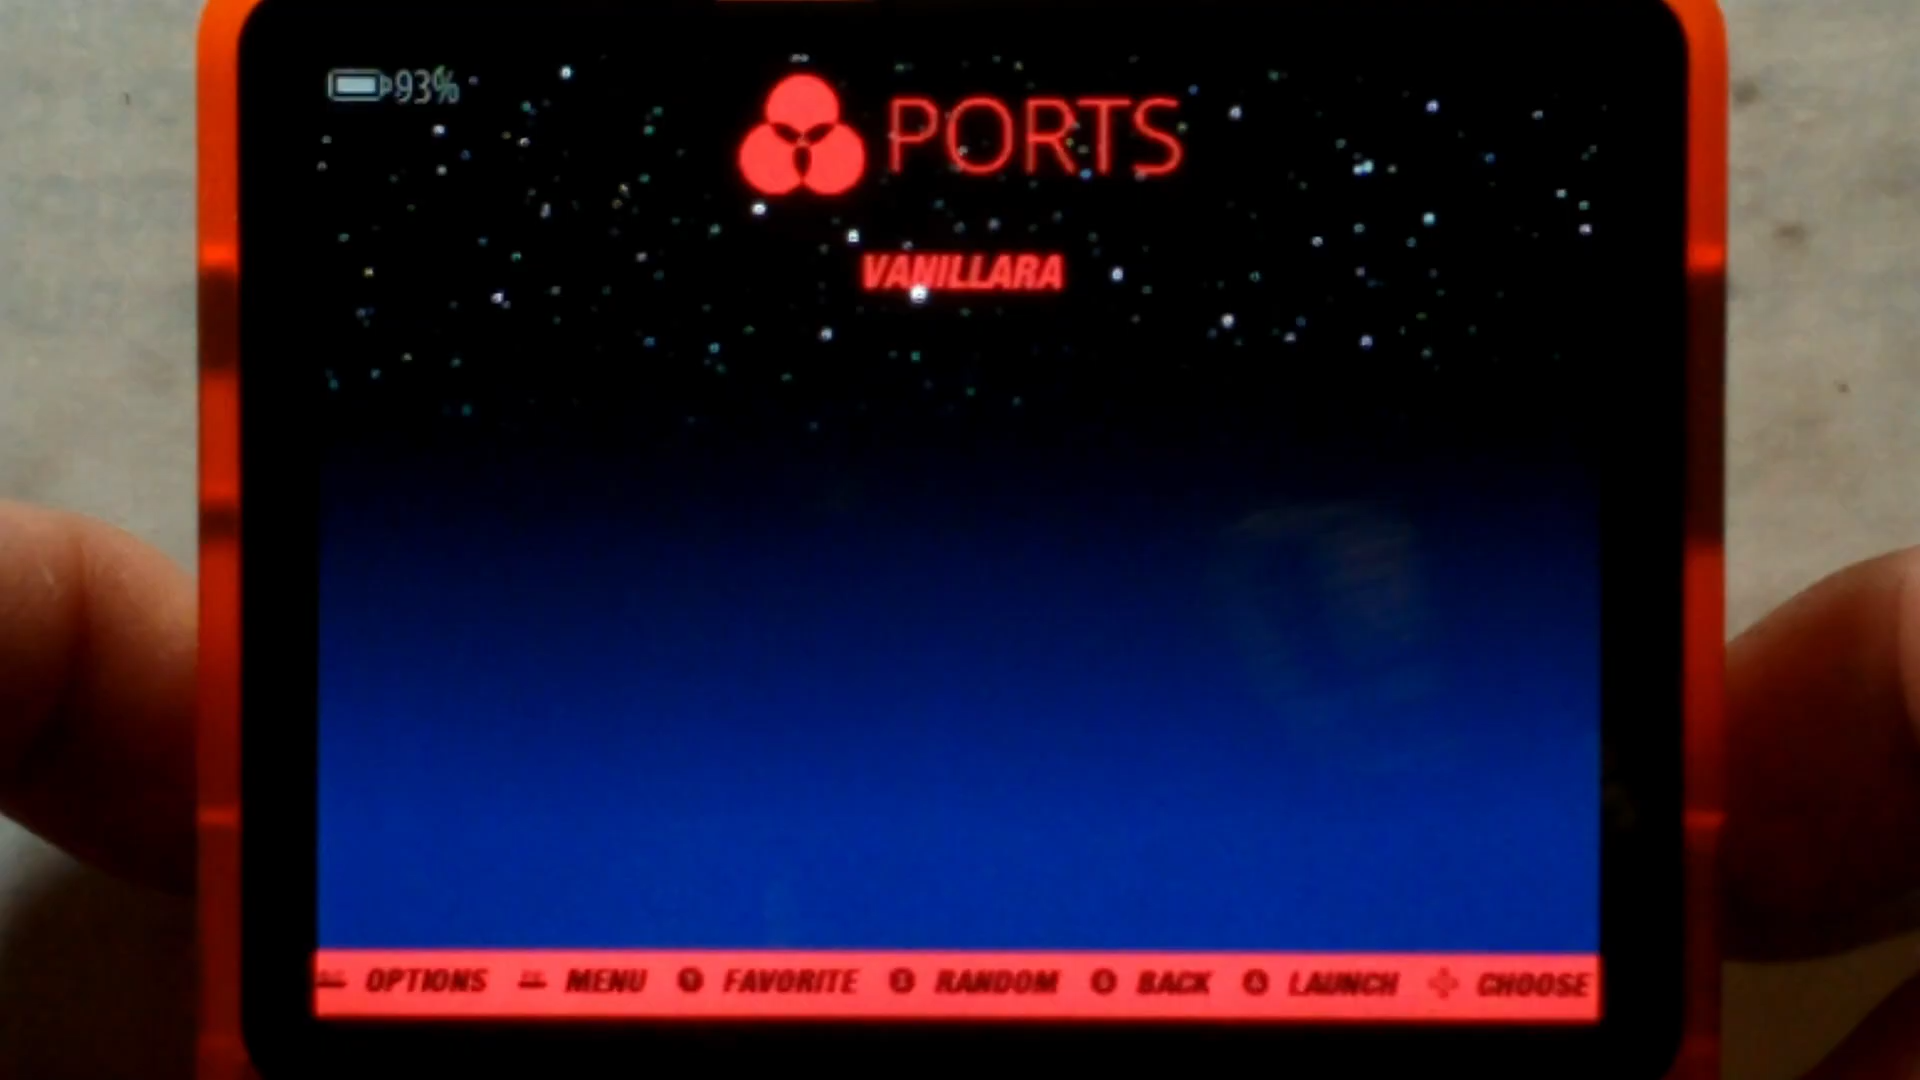 93%
PORTS
VANILLARA
OPTIONS MENU FAVORITE RANDOM BACK LAUNCH CHOOSE